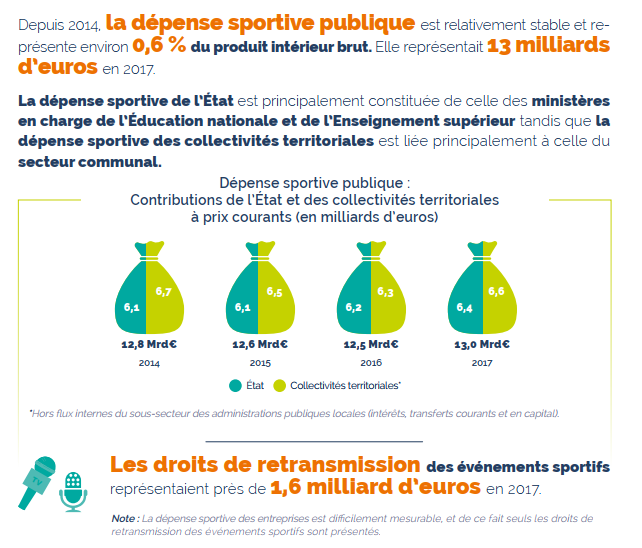 Depuis 2014, la dépense sportive publique est relativement stable et re-
présente environ 0,6 % du produit intérieur brut. Elle représentait 13 milliards
d'euros en 2017.
La dépense sportive de l'État est principalement constituée de celle des ministères
en charge de l'Éducation nationale et de l'Enseignement supérieur tandis que la
dépense sportive des collectivités territoriales est liée principalement à celle du
secteur communal.
Dépense sportive publique :
Contributions de l'État et des collectivités territoriales
à prix courants (en milliards d'euros)
6,1 6,7 6,1 6,5 6,2 6,3 6,4 6,6
12,8 Mrd€ 12,6 Mrd€ 12,5 Mrd€ 13,0 Mrd€
2014 2015 2016 2017
État Collectivités territoriales*
*Hors flux internes du sous-secteur des administrations publiques locales (intérêts, transferts courants et en capital).
TV
Les droits de retransmission des événements sportifs
représentaient près de 1,6 milliard d'euros en 2017.
Note : La dépense sportive des entreprises est difficilement mesurable, et de ce fait seuls les droits de
retransmission des événements sportifs sont présentés.